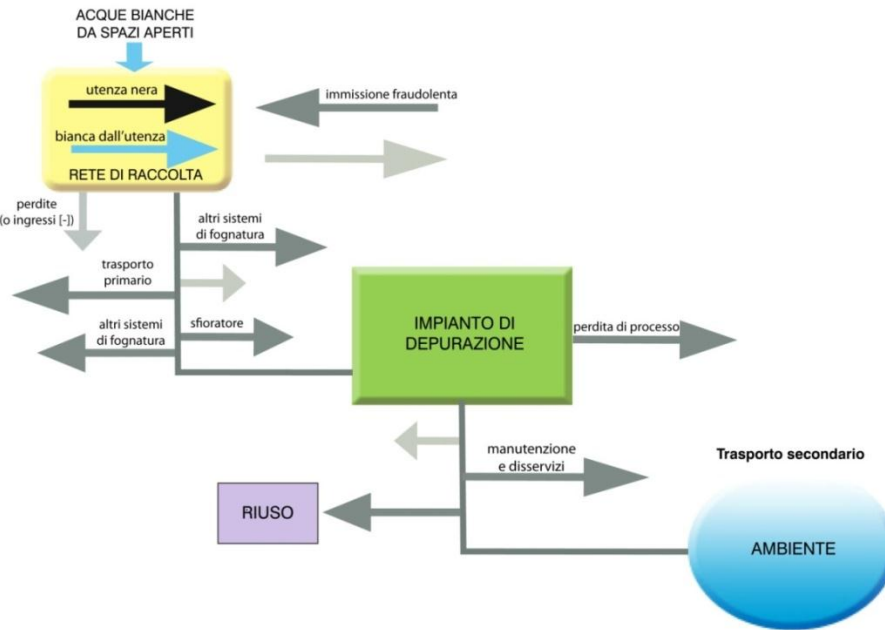 ACQUE BIANCHE
DA SPAZI APERTI
utenza nera
immissione fraudolenta
bianca dall'utenza
RETE DI RACCOLTA
perdite
(o ingressi [-])
altri sistemi
di fognatura
trasporto
primario
altri sistemi
di fognatura
sfioratore
IMPIANTO DI
DEPURAZIONE
perdita di processo
manutenzione
e disservizi
Trasporto secondario
RIUSO
AMBIENTE